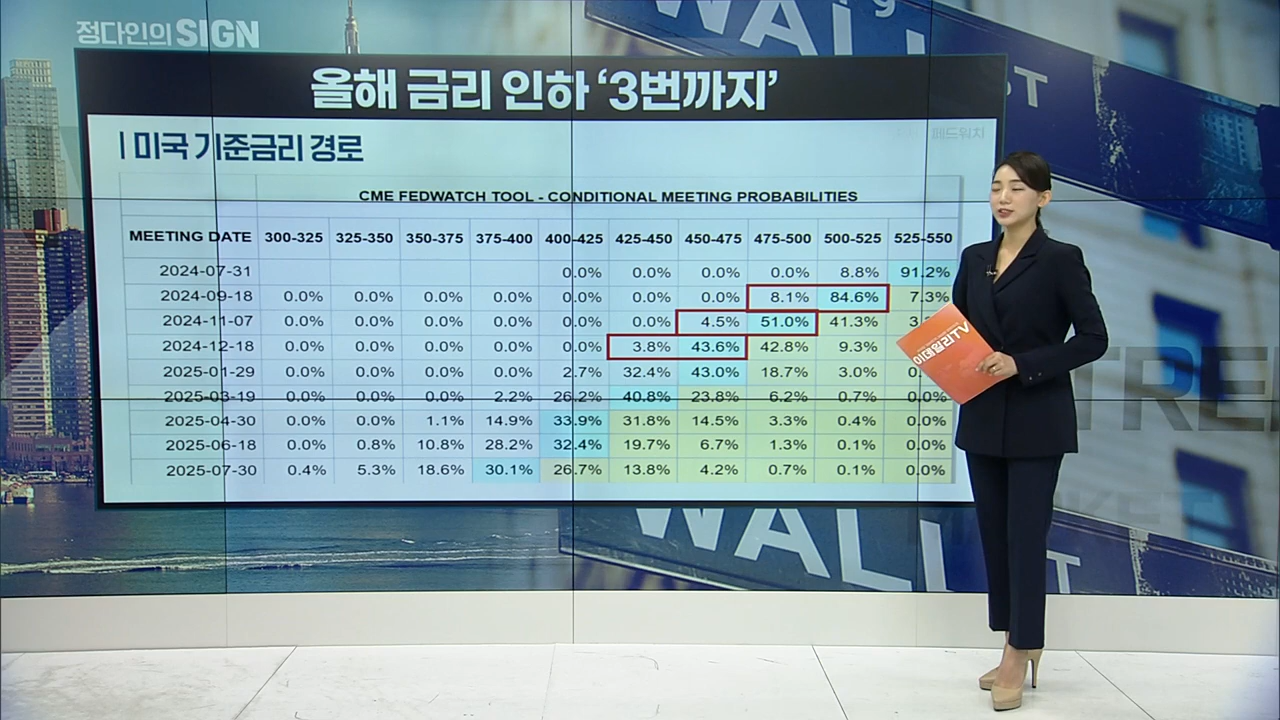 정다인의 SIGN
올해 금리 인하 '3번까지'
미국 기준금리 경로
페드워치
CME FEDWATCH TOOL - CONDITIONAL MEETING PROBABILITIES
MEETING DATE 300-325 325-350 350-375 375-400 400-425 425-450 450-475 475-500 500-525 525-550
2024-07-31 0.0% 0.0% 0.0% 0.0% 8.8% 91.2%
2024-09-18 0.0% 0.0% 0.0% 0.0% 0.0% 0.0% 0.0% 8.1% 84.6% 7.3%
2024-11-07 0.0% 0.0% 0.0% 0.0% 0.0% 0.0% 4.5% 51.0% 41.3%
2024-12-18 0.0% 0.0% 0.0% 0.0% 0.0% 3.8% 43.6% 42.8% 9.3%
2025-01-29 0.0% 0.0% 0.0% 0.0% 2.7% 32.4% 43.0% 18.7% 3.0%
2025-03-19 0.0% 0.0% 0.0% 2.2% 26.2% 40.8% 23.8% 6.2% 0.7% 0.0%
2025-04-30 0.0% 0.0% 1.1% 14.9% 33.9% 31.8% 14.5% 3.3% 0.4% 0.0%
2025-06-18 0.0% 0.8% 10.8% 28.2% 32.4% 19.7% 6.7% 1.3% 0.1% 0.0%
2025-07-30 0.4% 5.3% 18.6% 30.1% 26.7% 13.8% 4.2% 0.7% 0.1% 0.0%
이데일리TV
WALL
ST
WALL